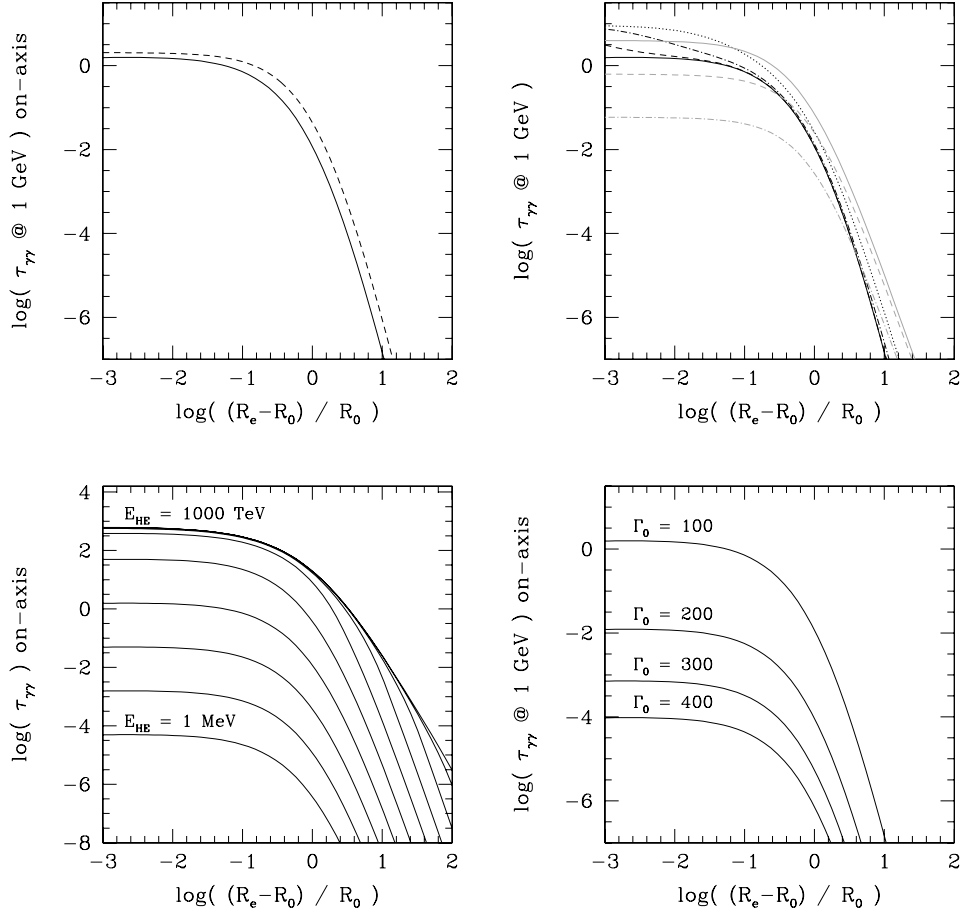 log( τγγ @ 1 GeV ) on-axis
0
−2
−4
−6
−3 −2 −1 0 1 2
log( (Re−R0) / R0 )
log( τγγ @ 1 GeV )
0
−2
−4
−6
−3 −2 −1 0 1 2
log( (Re−R0) / R0 )
log( τγγ ) on-axis
4
2
0
−2
−4
−6
−8
EHE = 1000 TeV
EHE = 1 MeV
−3 −2 −1 0 1 2
log( (Re−R0) / R0 )
log( τγγ @ 1 GeV ) on-axis
0
−2
−4
−6
Γ0 = 100
Γ0 = 200
Γ0 = 300
Γ0 = 400
−3 −2 −1 0 1 2
log( (Re−R0) / R0 )